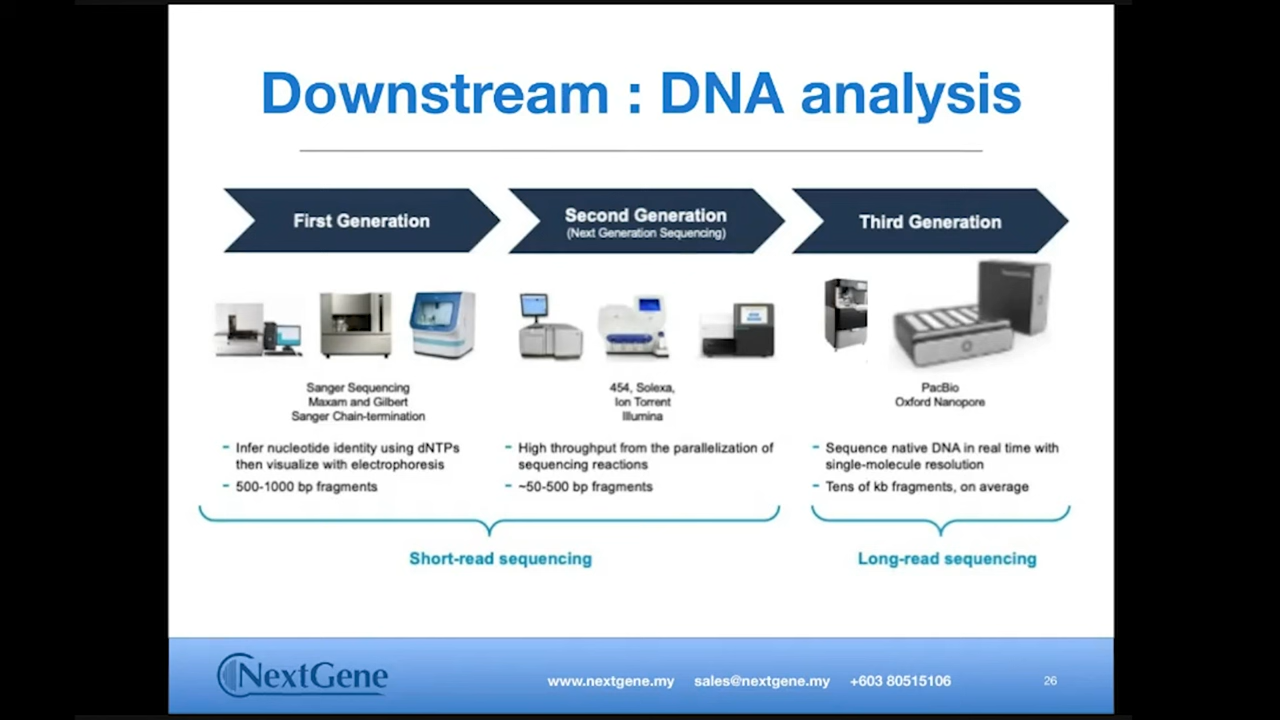 Downstream : DNA analysis
First Generation
Second Generation
(Next Generation Sequencing)
Third Generation
Sanger Sequencing
Maxam and Gilbert
Sanger Chain-termination
454, Solexa,
Ion Torrent
Illumina
PacBio
Oxford Nanopore
- Infer nucleotide identity using dNTPs
then visualize with electrophoresis
- 500-1000 bp fragments
- High throughput from the parallelization of
sequencing reactions
- ~50-500 bp fragments
- Sequence native DNA in real time with
single-molecule resolution
- Tens of kb fragments, on average
Short-read sequencing
Long-read sequencing
NextGene
www.nextgene.my sales@nextgene.my +603 80515106
26